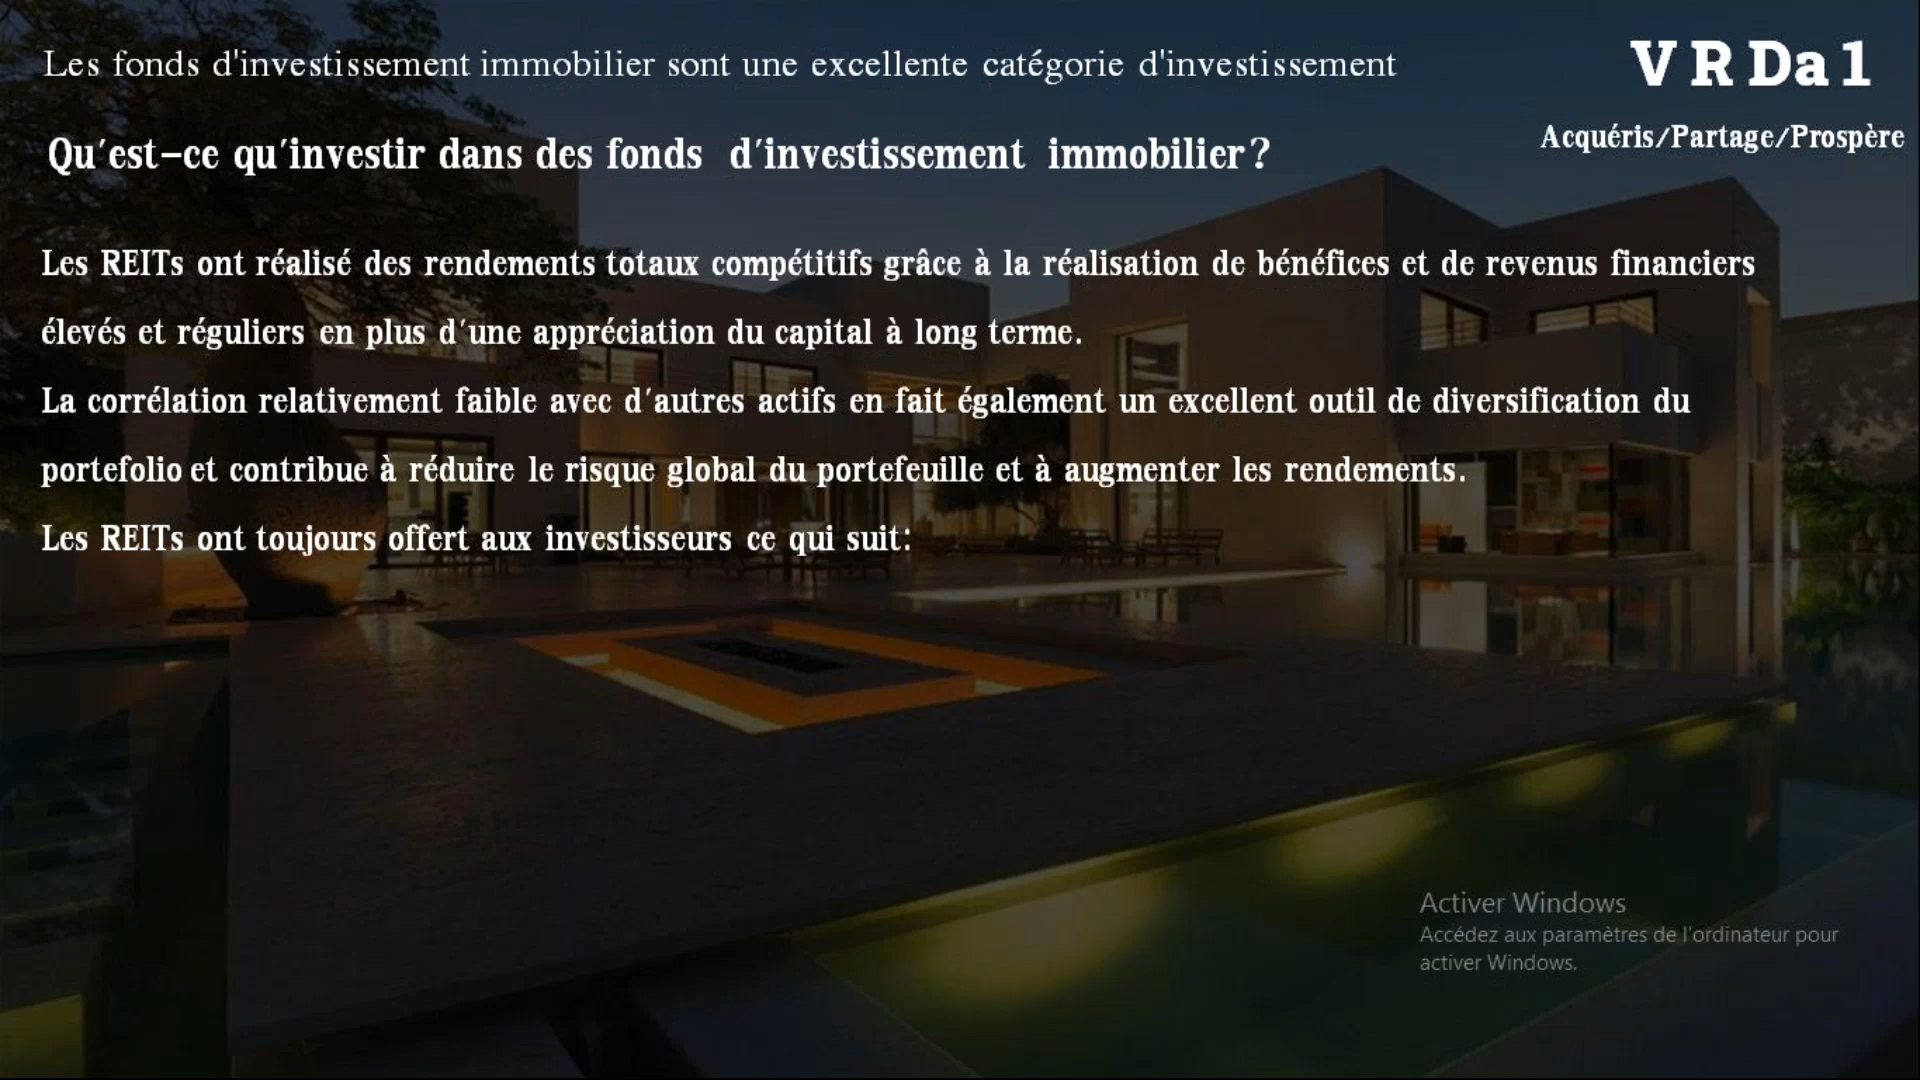 Les fonds d'investissement immobilier sont une excellente catégorie d'investissement
V R Da 1
Acquéris/Partage/Prospère
Qu'est-ce qu'investir dans des fonds d'investissement immobilier?
Les REITs ont réalisé des rendements totaux compétitifs grâce à la réalisation de bénéfices et de revenus financiers
élevés et réguliers en plus d'une appréciation du capital à long terme.
La corrélation relativement faible avec d'autres actifs en fait également un excellent outil de diversification du
portefolio et contribue à réduire le risque global du portefeuille et à augmenter les rendements.
Les REITs ont toujours offert aux investisseurs ce qui suit:
Activer Windows
Accédez aux paramètres de l'ordinateur pour
activer Windows.